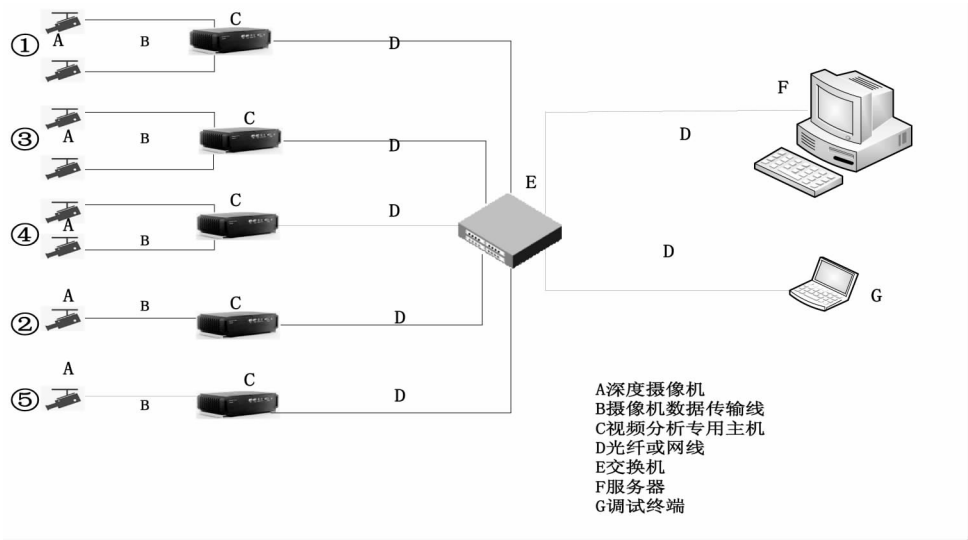 C
① A B D
F
C
③ A B D
D
E
C
D
④ A B
D
G
A B C
② D
A C
⑤ B D
A深度摄像机
B摄像机数据传输线
C视频分析专用主机
D光纤或网线
E交换机
F服务器
G调试终端